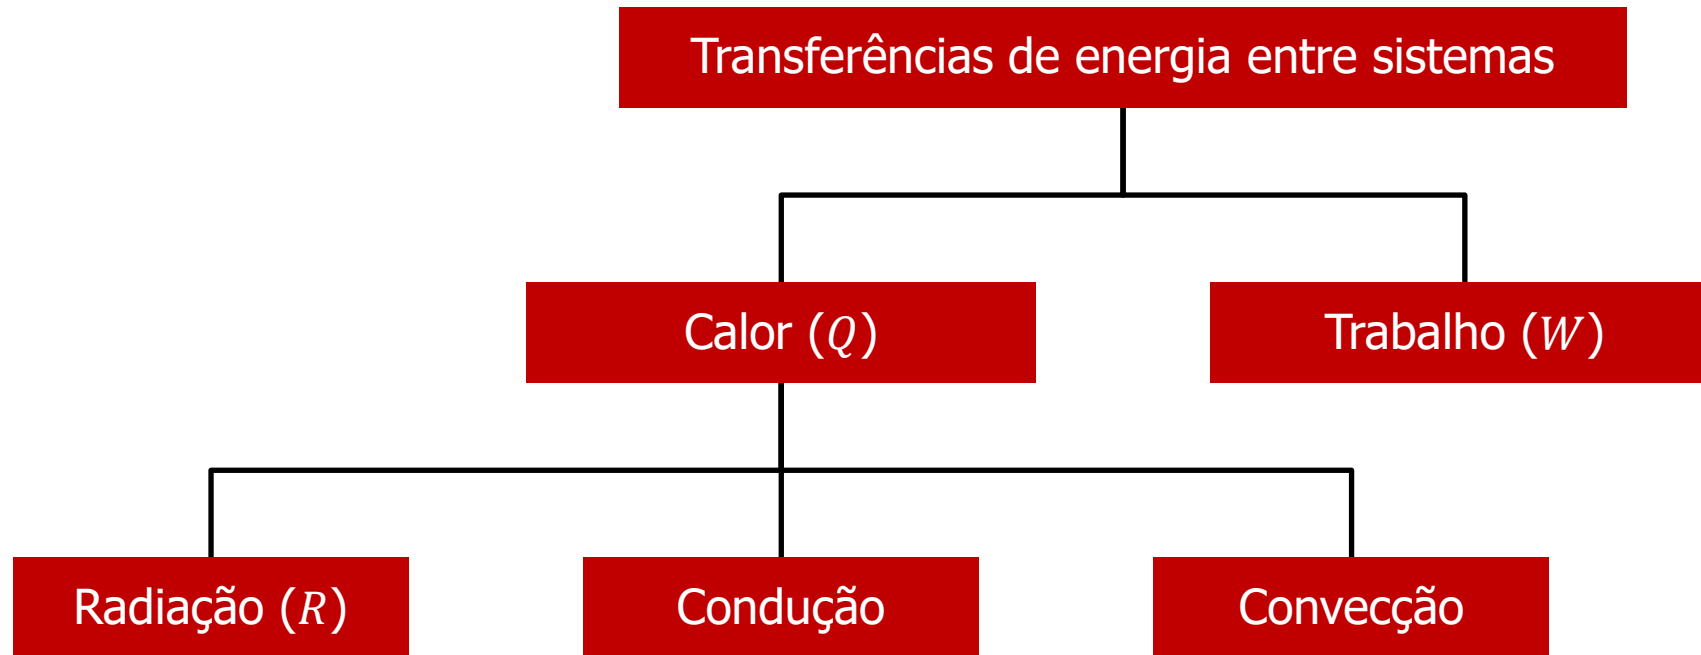 Transferências de energia entre sistemas
Calor (Q)
Trabalho (W)
Radiação (R)
Condução
Convecção